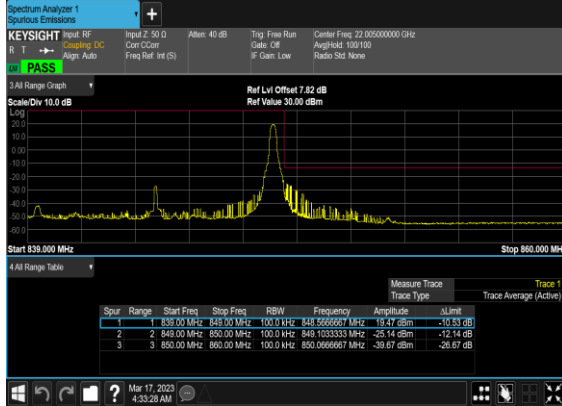 Spectrum Analyzer 1
Spurious Emissions
+
KEYSIGHT Input: RF Input Z: 50 Ω Atten: 40 dB Trig: Free Run Center Freq: 22.005000000 GHz
R T Coupling: DC Corr CCorr Gate: Off Avg|Hold: 100/100
Align: Auto Freq Ref: Int (S) IF Gain: Low Radio Std: None
LXI PASS
3 All Range Graph
Ref Lvl Offset 7.82 dB
Scale/Div 10.0 dB Ref Value 30.00 dBm
Log
20.0
10.0
0.00
-10.0
-20.0
-30.0
-40.0
-50.0
-60.0
Start 839.000 MHz Stop 860.000 MH
4 All Range Table
Measure Trace Trace 1
Trace Type Trace Average (Active)
Spur Range Start Freq Stop Freq RBW Frequency Amplitude ΔLimit
1 1 839.00 MHz 849.00 MHz 100.0 kHz 848.5666667 MHz 19.47 dBm -10.53 dB
2 2 849.00 MHz 850.00 MHz 100.0 kHz 849.1033333 MHz -25.14 dBm -12.14 dB
3 3 850.00 MHz 860.00 MHz 100.0 kHz 850.0666667 MHz -39.67 dBm -26.67 dB
? Mar 17, 2023
4:33:28 AM